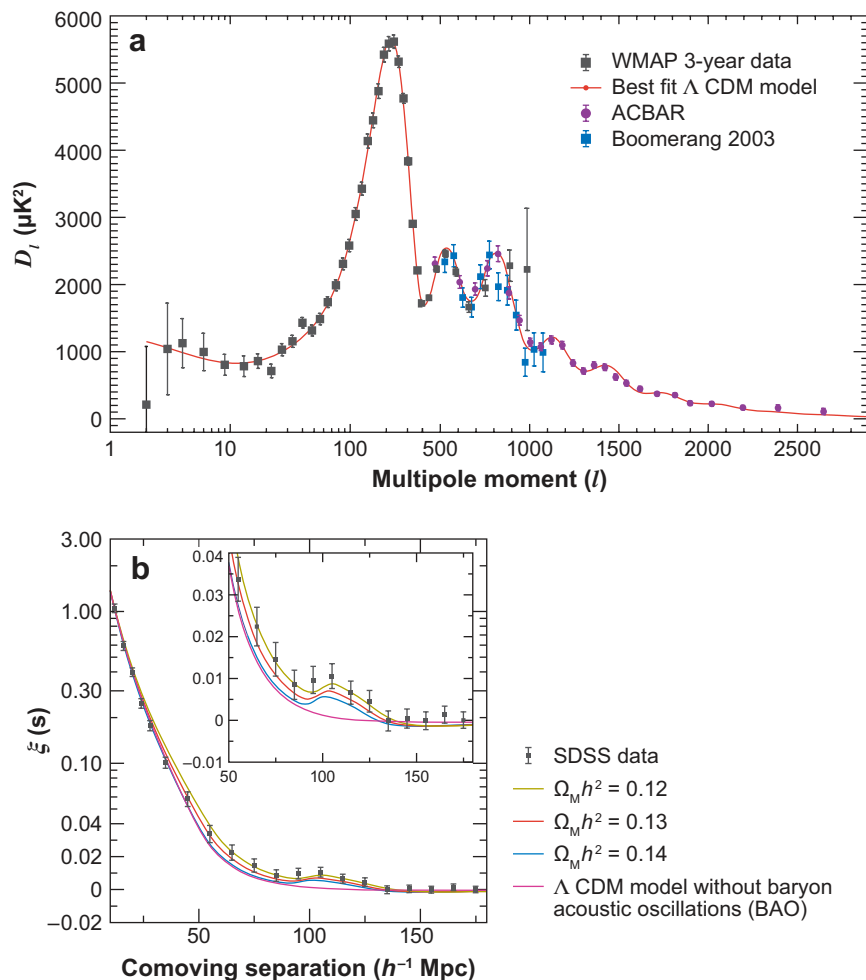 a
6000
5000
4000
3000
2000
1000
0
D_l (μK²)
WMAP 3-year data
Best fit Λ CDM model
ACBAR
Boomerang 2003
1 10 100 500 1000 1500 2000 2500
Multipole moment (l)
b
3.00
1.00
0.30
0.10
0.04
0.02
0
−0.02
ξ (s)
0.04
0.03
0.02
0.01
0
−0.01
50 100 150
50 100 150
Comoving separation (h⁻¹ Mpc)
SDSS data
Ω_M h² = 0.12
Ω_M h² = 0.13
Ω_M h² = 0.14
Λ CDM model without baryon
acoustic oscillations (BAO)